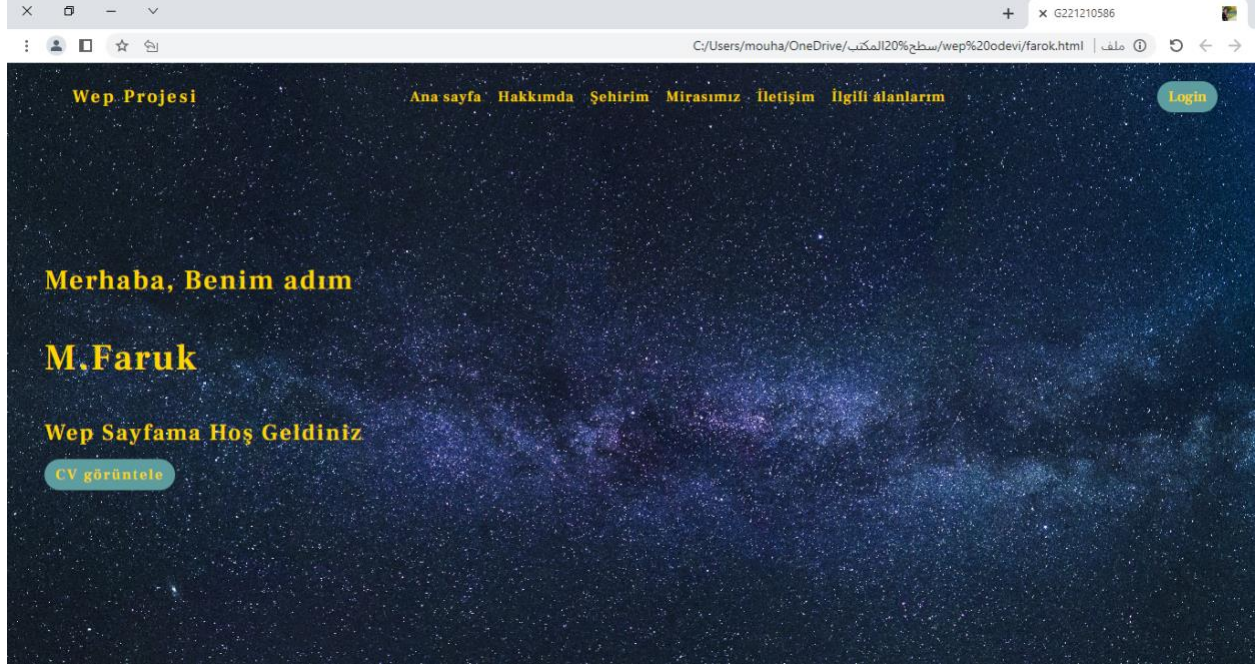 G221210586
ملف C:/Users/mouha/OneDrive/سطح%20المكتب/wep%20odevi/farok.html
Wep Projesi
Ana sayfa Hakkımda Şehirim Mirasımız İletişim İlgili alanlarım
Login
Merhaba, Benim adım
M.Faruk
Wep Sayfama Hoş Geldiniz
CV görüntele